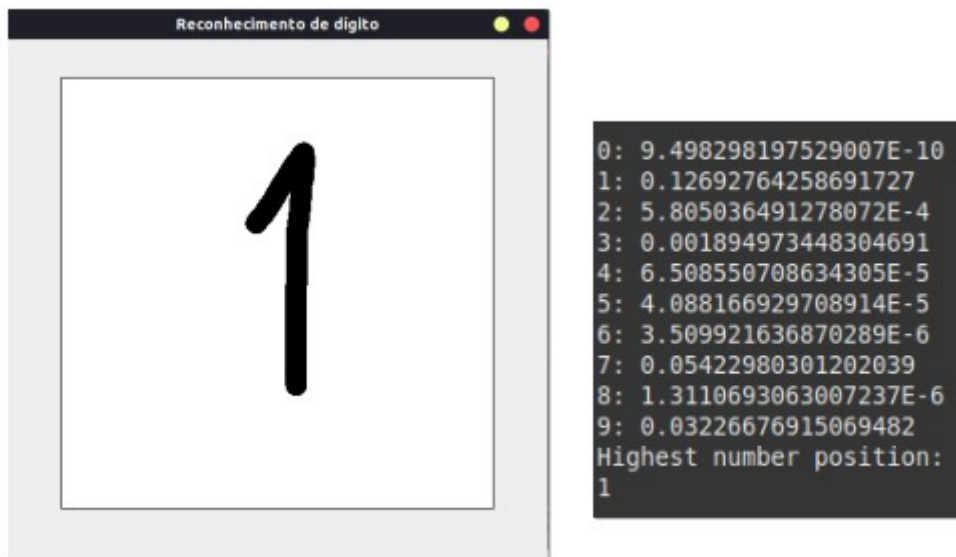 Reconhecimento de dígito
1
0: 9.498298197529007E-10
1: 0.12692764258691727
2: 5.805036491278072E-4
3: 0.001894973448304691
4: 6.508550708634305E-5
5: 4.088166929708914E-5
6: 3.509921636870289E-6
7: 0.05422980301202039
8: 1.3110693063007237E-6
9: 0.03226676915069482
Highest number position:
1